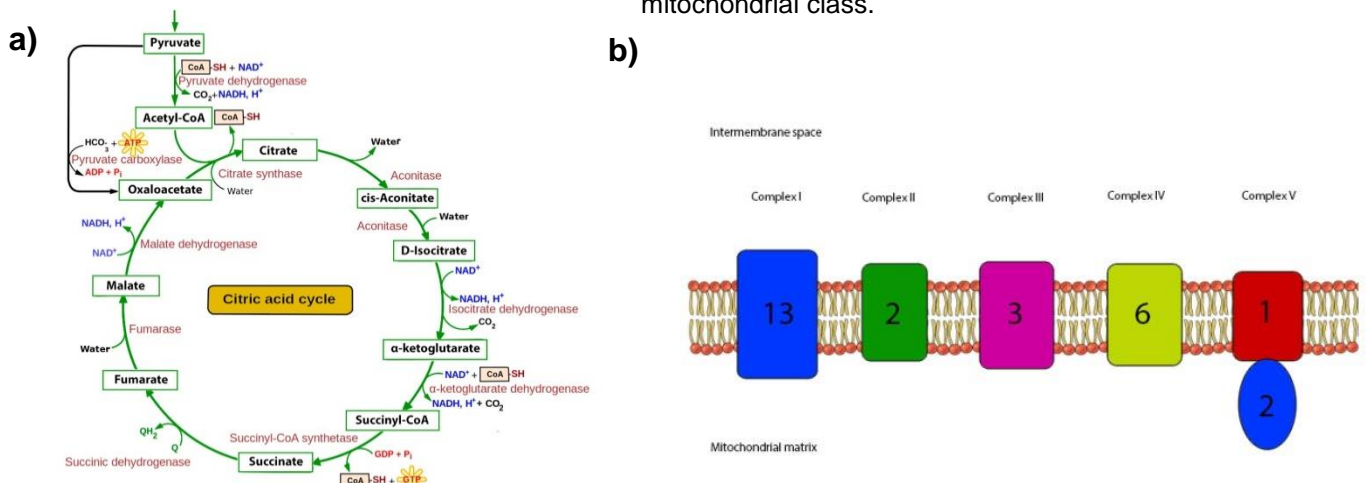 mitochondrial class.
a)
Pyruvate
CoA-SH + NAD+
Pyruvate dehydrogenase
CO2+NADH, H+
Acetyl-CoA
CoA-SH
HCO3- + ATP
Pyruvate carboxylase
ADP + Pi
Oxaloacetate
Citrate synthase
Water
Citrate
Water
Aconitase
cis-Aconitate
Water
Aconitase
D-Isocitrate
NAD+
NADH, H+
Isocitrate dehydrogenase
CO2
α-ketoglutarate
NAD+ + CoA-SH
α-ketoglutarate dehydrogenase
NADH, H+ + CO2
Succinyl-CoA
Succinyl-CoA synthetase
GDP + Pi
CoA-SH + GTP
Succinate
QH2
Q
Succinic dehydrogenase
Fumarate
Water
Fumarase
Malate
NADH, H+
NAD+
Malate dehydrogenase
Citric acid cycle
b)
Intermembrane space
Complex I
Complex II
Complex III
Complex IV
Complex V
13
2
3
6
1
2
Mitochondrial matrix